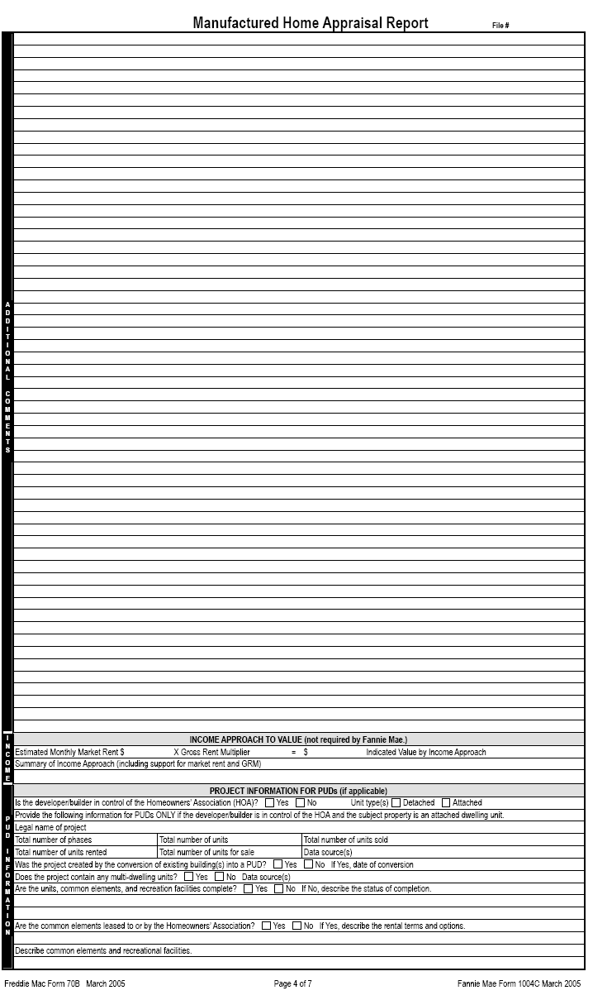 Manufactured Home Appraisal Report File #
ADDITIONAL COMMENTS
INCOME
INCOME APPROACH TO VALUE (not required by Fannie Mae.)
Estimated Monthly Market Rent $ X Gross Rent Multiplier = $ Indicated Value by Income Approach
Summary of Income Approach (including support for market rent and GRM)
PUD INFORMATION
PROJECT INFORMATION FOR PUDs (if applicable)
Is the developer/builder in control of the Homeowners' Association (HOA)? Yes No Unit type(s) Detached Attached
Provide the following information for PUDs ONLY if the developer/builder is in control of the HOA and the subject property is an attached dwelling unit.
Legal name of project
Total number of phases Total number of units Total number of units sold
Total number of units rented Total number of units for sale Data source(s)
Was the project created by the conversion of existing building(s) into a PUD? Yes No If Yes, date of conversion
Does the project contain any multi-dwelling units? Yes No Data source(s)
Are the units, common elements, and recreation facilities complete? Yes No If No, describe the status of completion.
Are the common elements leased to or by the Homeowners' Association? Yes No If Yes, describe the rental terms and options.
Describe common elements and recreational facilities.
Freddie Mac Form 70B March 2005 Page 4 of 7 Fannie Mae Form 1004C March 2005